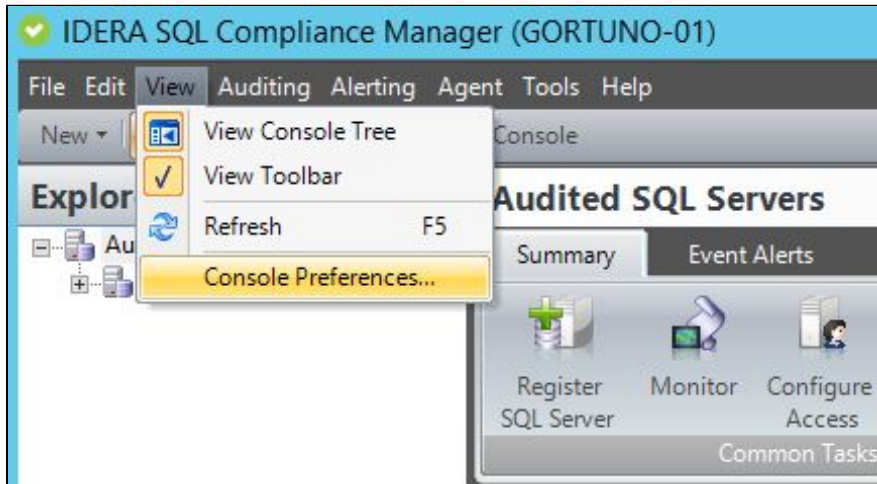 IDERA SQL Compliance Manager (GORTUNO-01)
File Edit View Auditing Alerting Agent Tools Help
New Console
View Console Tree
View Toolbar
Refresh F5
Console Preferences...
Explor
Au
Audited SQL Servers
Summary Event Alerts
Register SQL Server
Monitor
Configure Access
Common Tasks